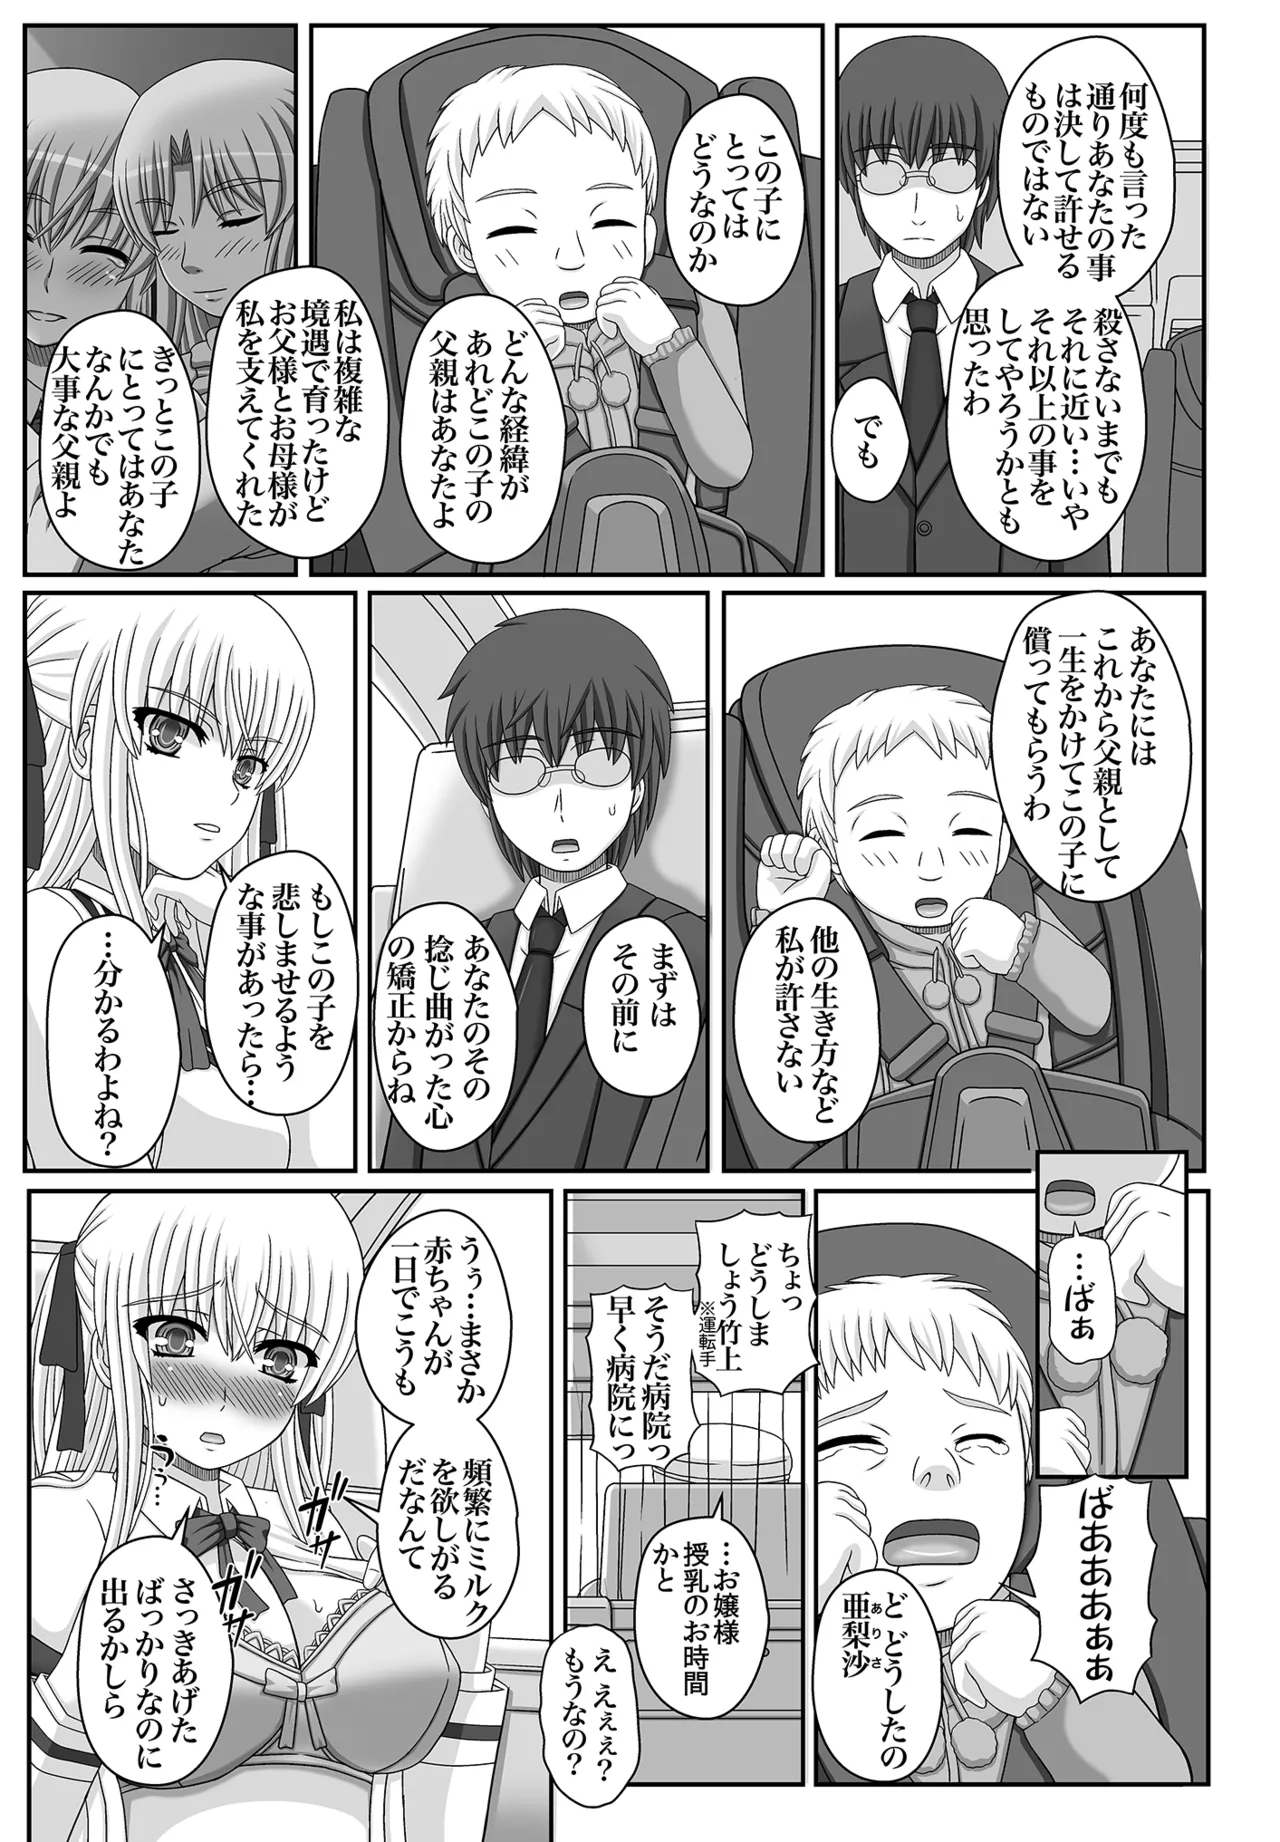 何度も言った
通りあなたの事
は決して許せる
ものではない
殺さないまでも
それに近い…いや
それ以上の事を
してやろうかとも
思ったわ
でも
この子に
とっては
どうなのか
どんな経緯が
あれどこの子の
父親はあなたよ
私は複雑な
境遇で育ったけど
お父様とお母様が
私を支えてくれた
きっとこの子
にとってはあなた
なんかでも
大事な父親よ
あなたには
これから父親として
一生をかけてこの子に
償ってもらうわ
他の生き方など
私が許さない
まずは
その前に
あなたのその
捻じ曲がった心
の矯正からね
もしこの子を
悲しませるよう
な事があったら…
…分かるわよね?
…ばぁ
ばあああぁぁ
ど どうしたの
亜梨沙
ありさ
ちょっ
どうしま
しょう竹上
※運転手
そうだ病院っ
早く病院にっ
…お嬢様
授乳のお時間
かと
え えぇぇ?
もうなの?
うぅ…まさか
赤ちゃんが
一日でこうも
頻繁にミルク
を欲しがる
だなんて
ガサ
ガサ
うぅ…
さっきあげた
ばっかりなのに
出るかしら